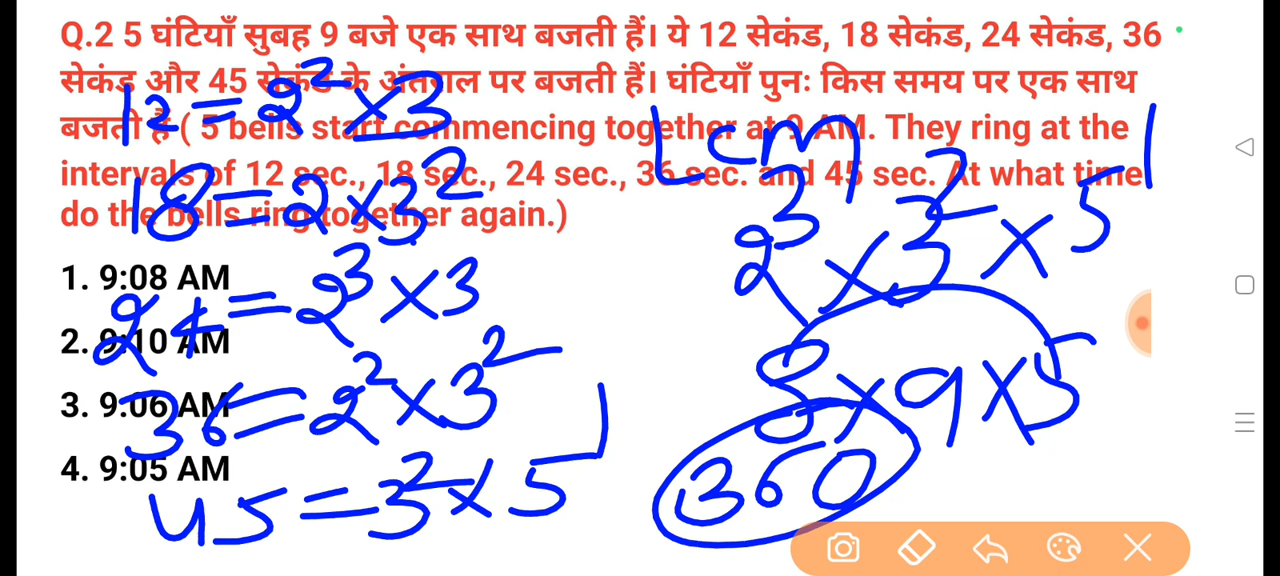 Q.2 5 घंटियाँ सुबह 9 बजे एक साथ बजती हैं। ये 12 सेकंड, 18 सेकंड, 24 सेकंड, 36
सेकंड और 45 सेकंड के अंतराल पर बजती हैं। घंटियाँ पुनः किस समय पर एक साथ
बजती है ( 5 bells start commencing together at 9 AM. They ring at the
intervals of 12 sec., 18 sec., 24 sec., 36 sec. and 45 sec. At what time
do the bells ring together again.)
1. 9:08 AM
2. 9:10 AM
3. 9:06 AM
4. 9:05 AM
12 = 2² × 3
18 = 2 × 3²
24 = 2³ × 3
36 = 2² × 3²
45 = 3² × 5
Lcm
2³ × 3² × 5
8 × 9 × 5
360